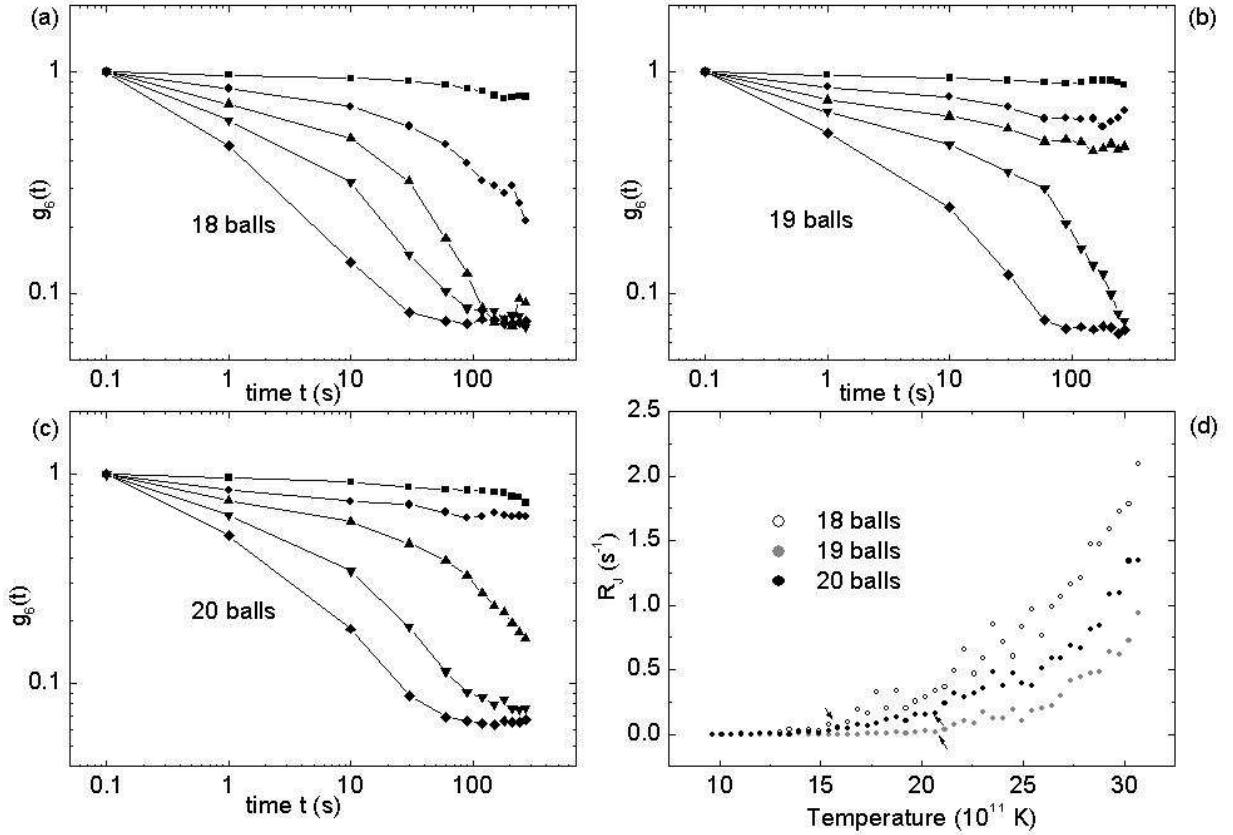 (a)
1
0.1
g₆(t)
18 balls
0.1 1 10 100
time t (s)
(b)
1
0.1
g₆(t)
19 balls
0.1 1 10 100
time t (s)
(c)
1
0.1
g₆(t)
20 balls
0.1 1 10 100
time t (s)
(d)
2.5
2.0
1.5
1.0
0.5
0.0
R_J (s⁻¹)
18 balls
19 balls
20 balls
10 15 20 25 30
Temperature (10¹¹ K)